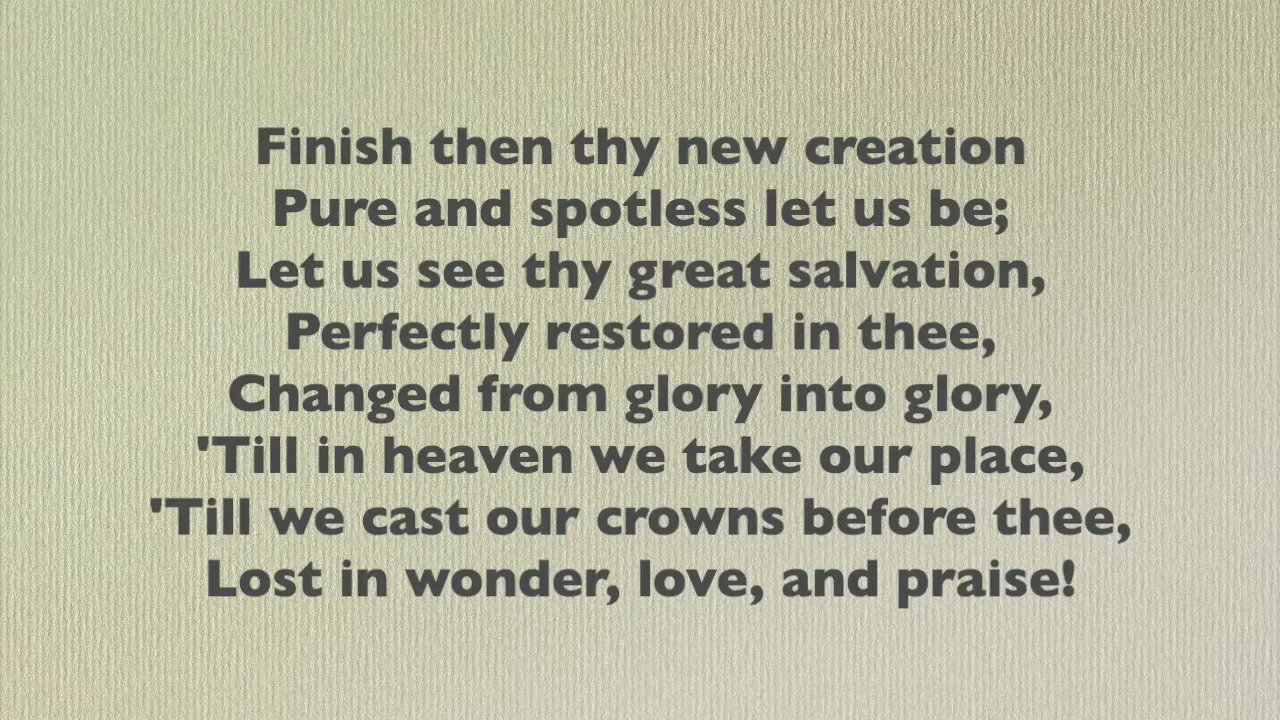 Finish then thy new creation
Pure and spotless let us be;
Let us see thy great salvation,
Perfectly restored in thee,
Changed from glory into glory,
'Till in heaven we take our place,
'Till we cast our crowns before thee,
Lost in wonder, love, and praise!